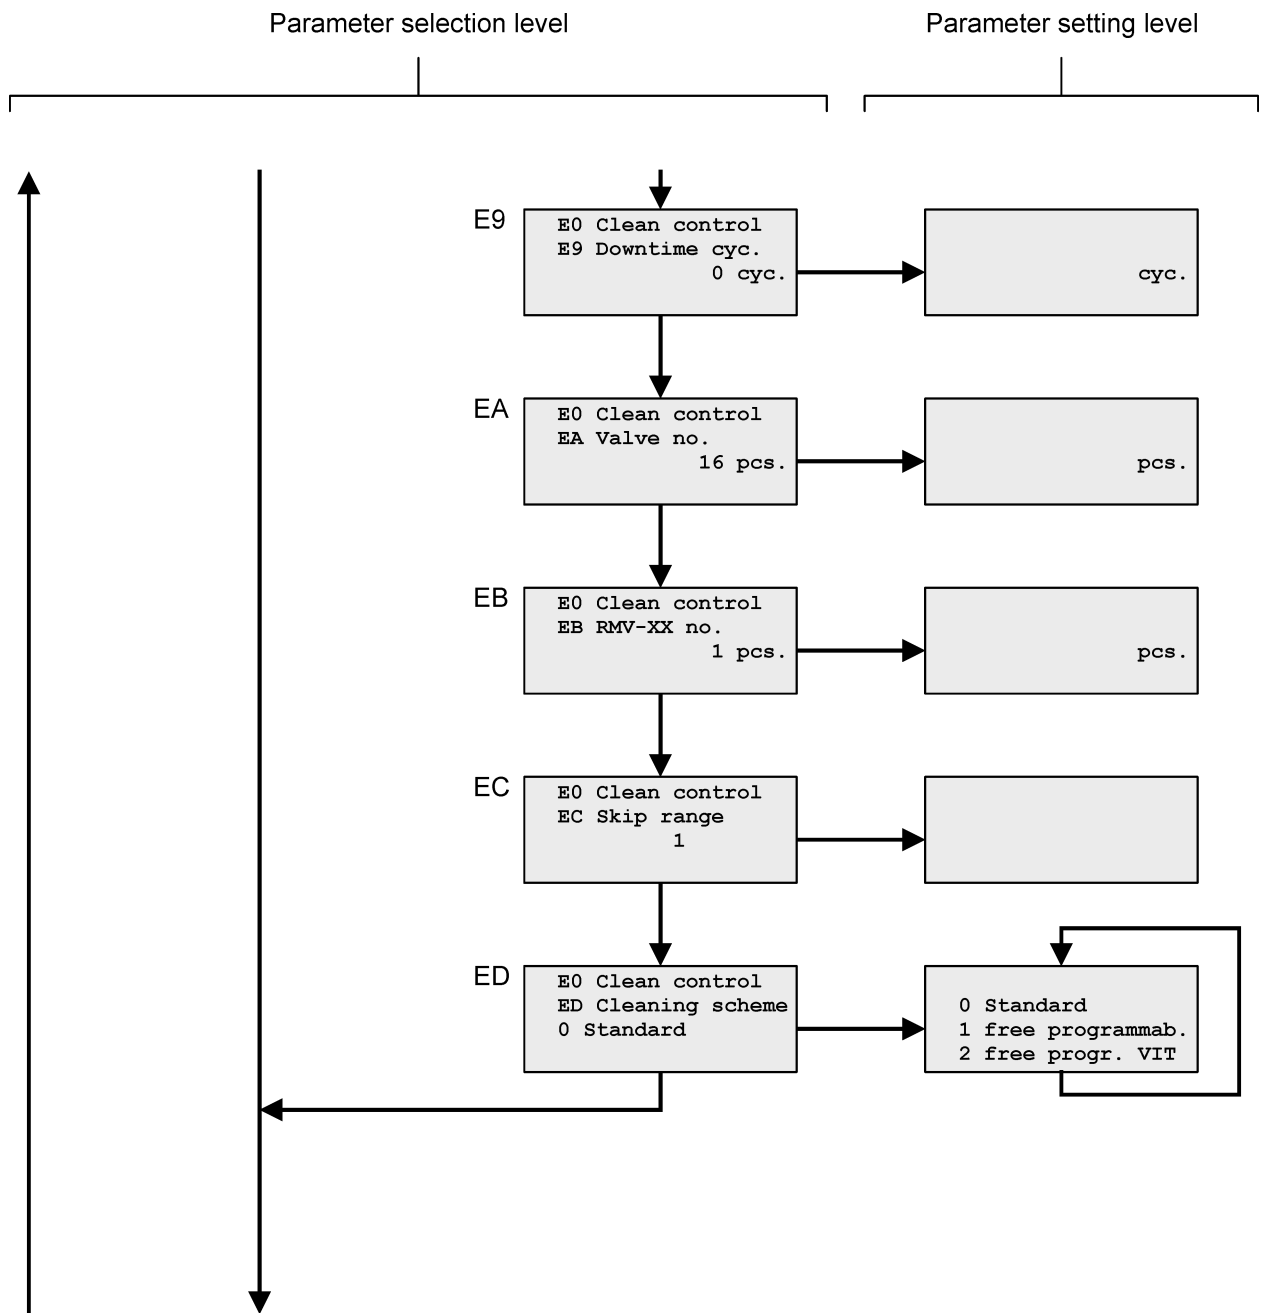 Parameter selection level
Parameter setting level
E9
E0 Clean control
E9 Downtime cyc.
0 cyc.
cyc.
EA
E0 Clean control
EA Valve no.
16 pcs.
pcs.
EB
E0 Clean control
EB RMV-XX no.
1 pcs.
pcs.
EC
E0 Clean control
EC Skip range
1
ED
E0 Clean control
ED Cleaning scheme
0 Standard
0 Standard
1 free programmab.
2 free progr. VIT